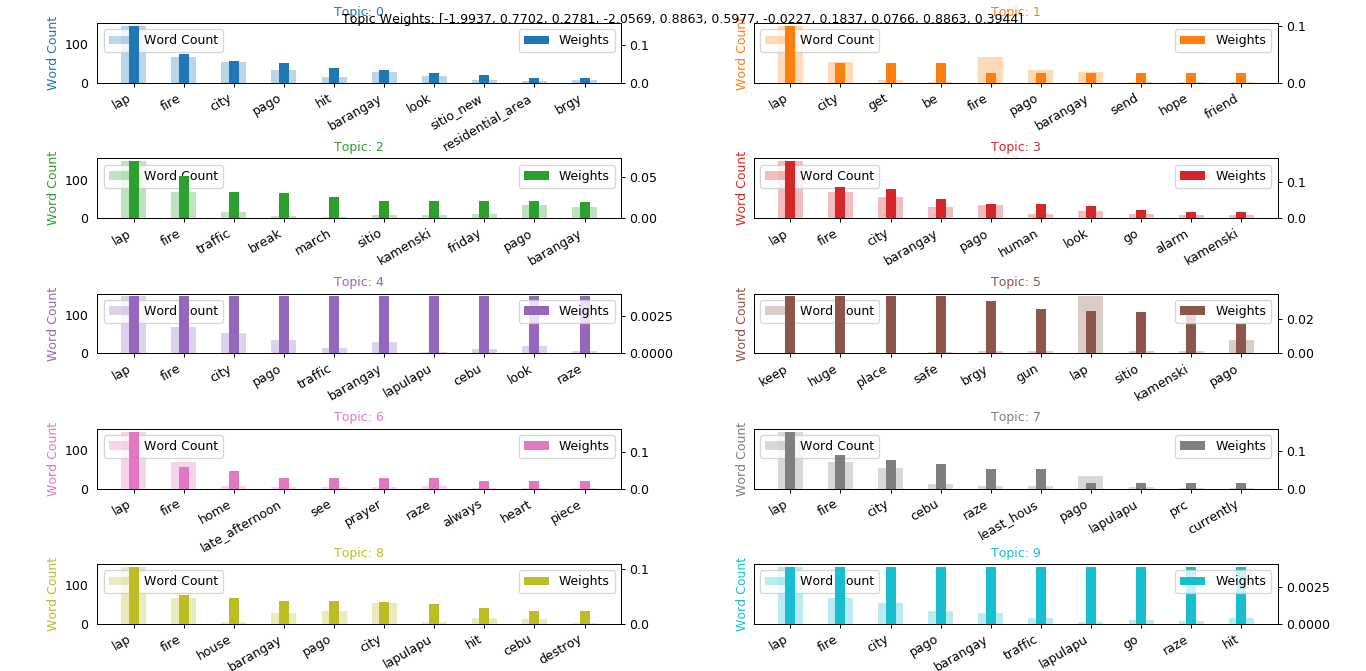 Topic Weights: [-1.9937, 0.7702, 0.2781, -2.0569, 0.8863, 0.5977, -0.0227, 0.1837, 0.0766, 0.8863, 0.3944]
Topic: 0
Word Count
100
0
Word Count
Weights
0.1
0.0
lap fire city pago hit barangay look sitio_new residential_area brgy
Topic: 1
Word Count
Word Count
Weights
0.1
0.0
lap city get be fire pago barangay send hope friend
Topic: 2
Word Count
100
0
Word Count
Weights
0.05
0.00
lap fire traffic break march sitio kamenski friday pago barangay
Topic: 3
Word Count
Word Count
Weights
0.1
0.0
lap fire city barangay pago human look go alarm kamenski
Topic: 4
Word Count
100
0
Word Count
Weights
0.0025
0.0000
lap fire city pago traffic barangay lapulapu cebu look raze
Topic: 5
Word Count
Word Count
Weights
0.02
0.00
keep huge place safe brgy gun lap sitio kamenski pago
Topic: 6
Word Count
100
0
Word Count
Weights
0.1
0.0
lap fire home late_afternoon see prayer raze always heart piece
Topic: 7
Word Count
Word Count
Weights
0.1
0.0
lap fire city cebu raze least_hous pago lapulapu prc currently
Topic: 8
Word Count
100
0
Word Count
Weights
0.1
0.0
lap fire house barangay pago city lapulapu hit cebu destroy
Topic: 9
Word Count
Word Count
Weights
0.0025
0.0000
lap fire city pago barangay traffic lapulapu go raze hit